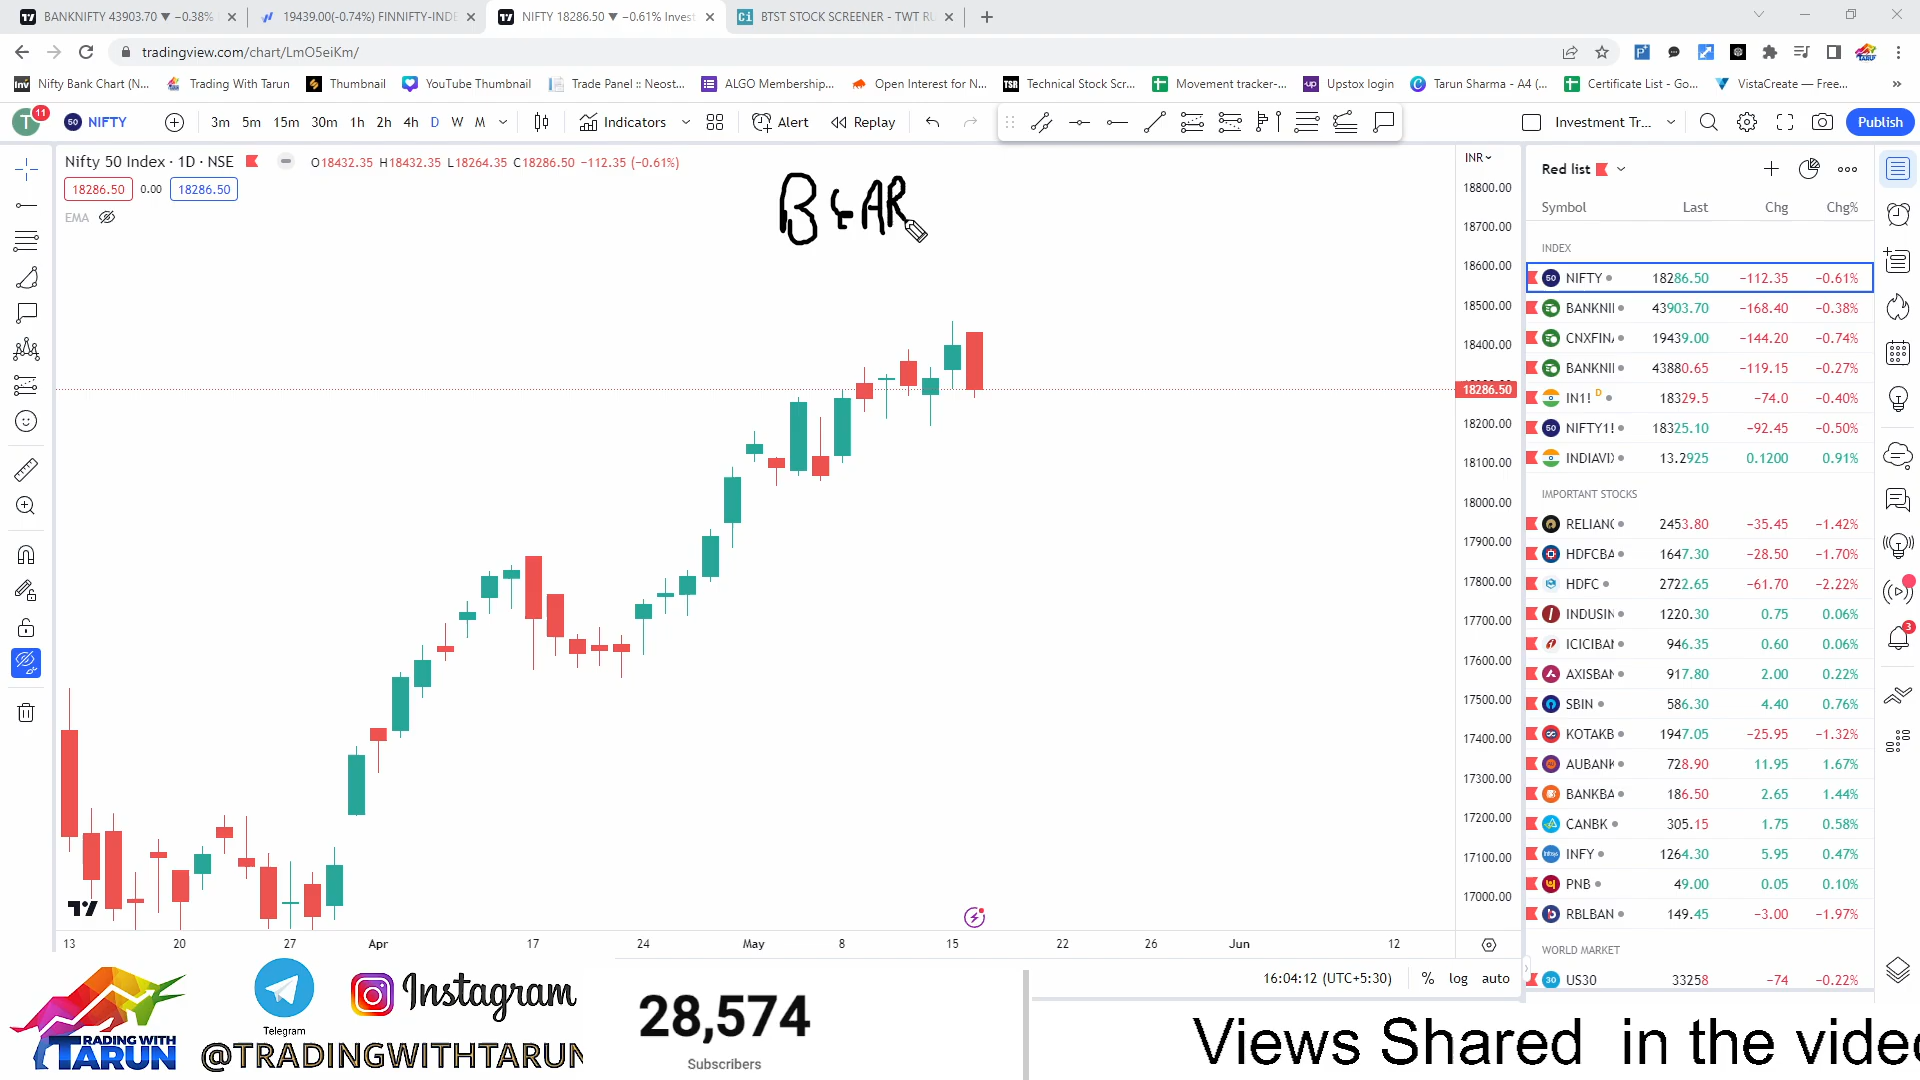 BANKNIFTY 43903.70 ▼ −0.38%
19439.00(-0.74%) FINNIFTY-INDE
NIFTY 18286.50 ▼ −0.61% Invest
BTST STOCK SCREENER - TWT RU
tradingview.com/chart/LmO5eiKm/
Nifty Bank Chart (N... Trading With Tarun Thumbnail YouTube Thumbnail Trade Panel :: Neost... ALGO Membership... Open Interest for N... Technical Stock Scr... Movement tracker-... Upstox login Tarun Sharma - A4 (... Certificate List - Go... VistaCreate — Free... »
T 11 NIFTY 3m 5m 15m 30m 1h 2h 4h D W M Indicators Alert Replay Investment Tr... Publish
Nifty 50 Index · 1D · NSE O18432.35 H18432.35 L18264.35 C18286.50 −112.35 (−0.61%)
18286.50 0.00 18286.50
EMA
BEAR
INR
18800.00
18700.00
18600.00
18500.00
18400.00
18286.50
18200.00
18100.00
18000.00
17900.00
17800.00
17700.00
17600.00
17500.00
17400.00
17300.00
17200.00
17100.00
17000.00
13 20 27 Apr 17 24 May 8 15 22 26 Jun 12
16:04:12 (UTC+5:30) % log auto
Red list
Symbol Last Chg Chg%
INDEX
NIFTY 18286.50 −112.35 −0.61%
BANKNI 43903.70 −168.40 −0.38%
CNXFIN 19439.00 −144.20 −0.74%
BANKNI 43880.65 −119.15 −0.27%
IN1! D 18329.5 −74.0 −0.40%
NIFTY1! 18325.10 −92.45 −0.50%
INDIAVI 13.2925 0.1200 0.91%
IMPORTANT STOCKS
RELIAN 2453.80 −35.45 −1.42%
HDFCBA 1647.30 −28.50 −1.70%
HDFC 2722.65 −61.70 −2.22%
INDUSIN 1220.30 0.75 0.06%
ICICIBAN 946.35 0.60 0.06%
AXISBAN 917.80 2.00 0.22%
SBIN 586.30 4.40 0.76%
KOTAKB 1947.05 −25.95 −1.32%
AUBANK 728.90 11.95 1.67%
BANKBA 186.50 2.65 1.44%
CANBK 305.15 1.75 0.58%
INFY 1264.30 5.95 0.47%
PNB 49.00 0.05 0.10%
RBLBAN 149.45 −3.00 −1.97%
WORLD MARKET
US30 33258 −74 −0.22%
3
TRADING WITH
TARUN
Telegram
Instagram
@TRADINGWITHTARUN
28,574
Subscribers
Views Shared in the video